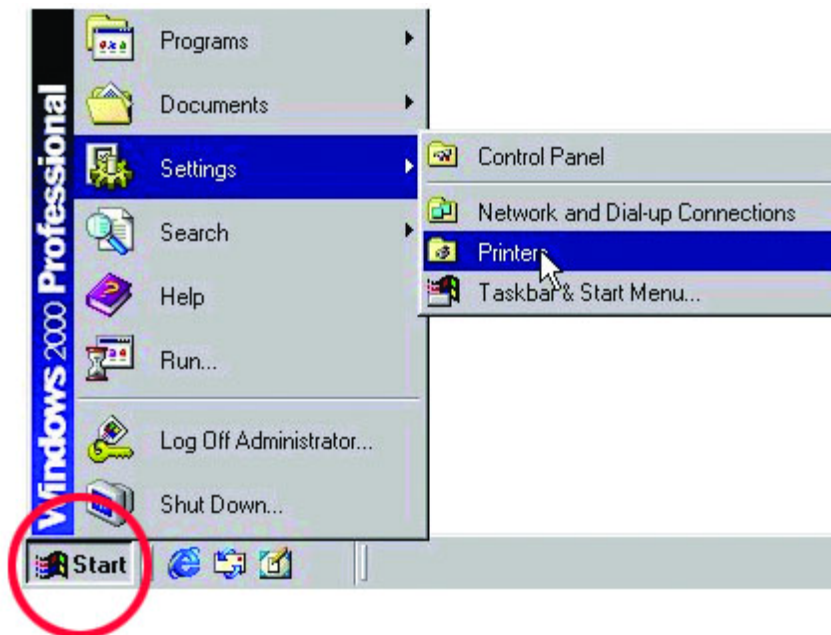 Windows 2000 Professional
Programs
Documents
Settings
Search
Help
Run...
Log Off Administrator...
Shut Down...
Control Panel
Network and Dial-up Connections
Printers
Taskbar & Start Menu...
Start